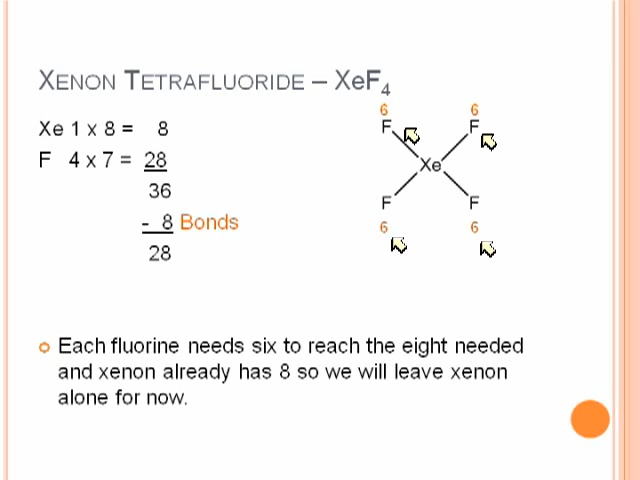 XENON TETRAFLUORIDE – XeF4
Xe 1 x 8 = 8
F 4 x 7 = 28
36
- 8 Bonds
28
6 6
F F
Xe
F F
6 6
Each fluorine needs six to reach the eight needed
and xenon already has 8 so we will leave xenon
alone for now.